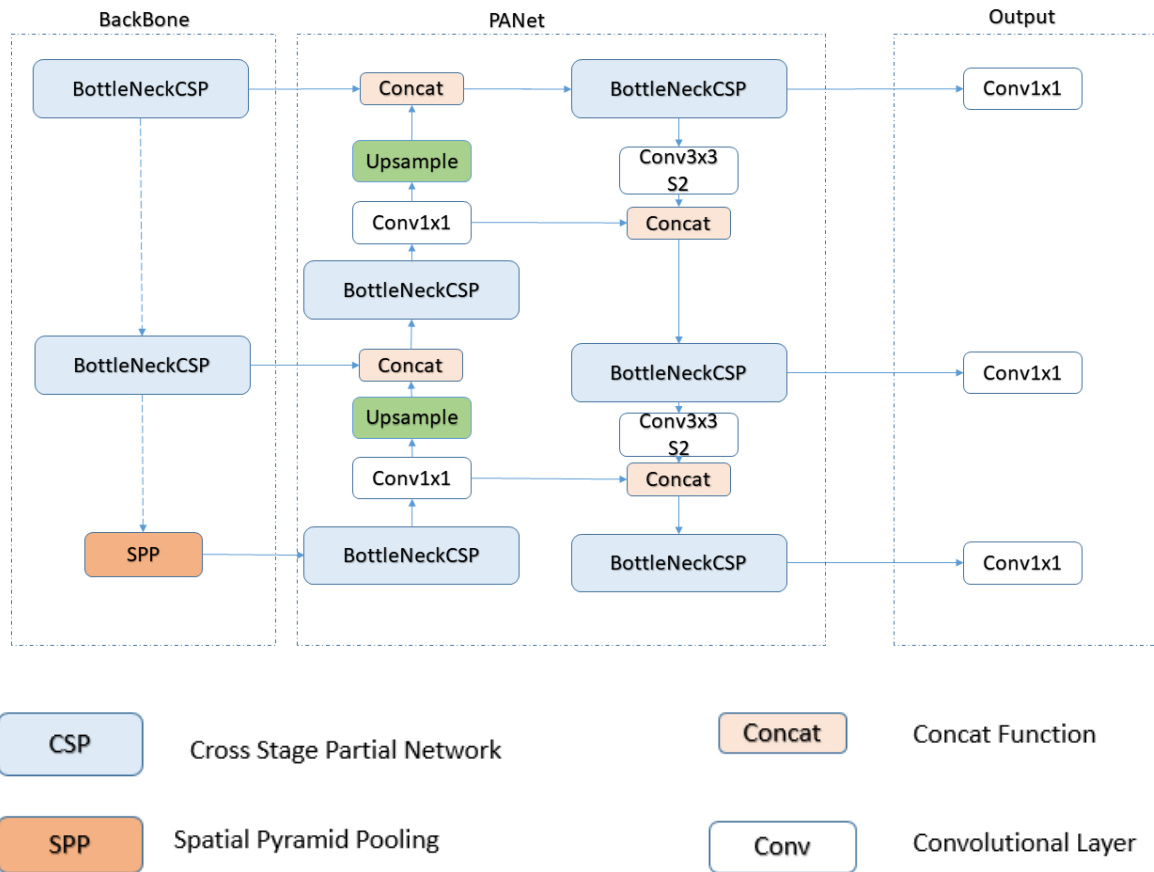 BackBone
PANet
Output
BottleNeckCSP
Concat
BottleNeckCSP
Conv1x1
Upsample
Conv3x3
S2
Conv1x1
Concat
BottleNeckCSP
BottleNeckCSP
Concat
BottleNeckCSP
Conv1x1
Upsample
Conv3x3
S2
Conv1x1
Concat
SPP
BottleNeckCSP
BottleNeckCSP
Conv1x1
CSP
Cross Stage Partial Network
Concat
Concat Function
SPP
Spatial Pyramid Pooling
Conv
Convolutional Layer